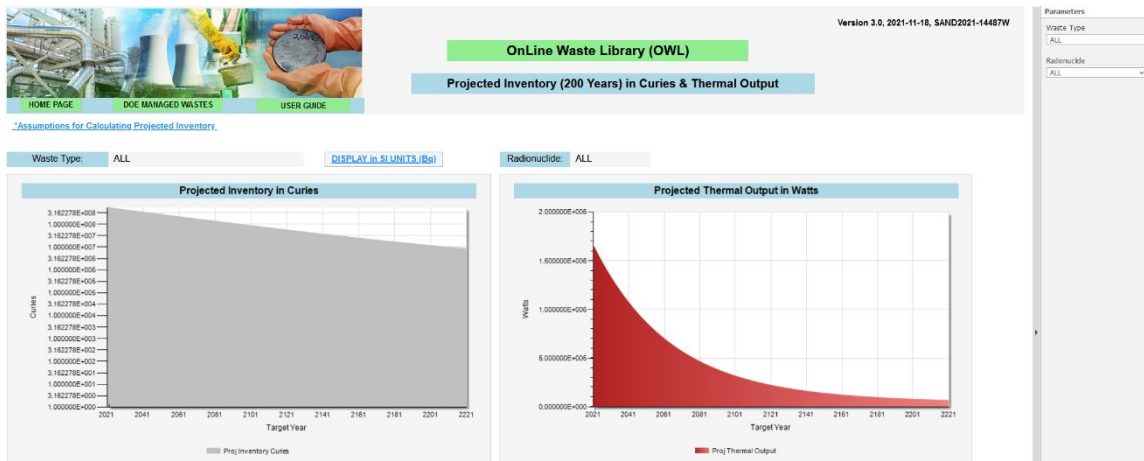 Version 3.0, 2021-11-18, SAND2021-14487W
OnLine Waste Library (OWL)
Projected Inventory (200 Years) in Curies & Thermal Output
HOME PAGE
DOE MANAGED WASTES
USER GUIDE
Parameters
Waste Type
ALL
Radionuclide
ALL
*Assumptions for Calculating Projected Inventory
Waste Type: ALL
DISPLAY in SI UNITS (Bq)
Radionuclide: ALL
Projected Inventory in Curies
3.162278E+008
1.000000E+008
3.162278E+007
1.000000E+007
3.162278E+006
1.000000E+006
3.162278E+005
1.000000E+005
3.162278E+004
1.000000E+004
3.162278E+003
1.000000E+003
3.162278E+002
1.000000E+002
3.162278E+001
1.000000E+001
3.162278E+000
1.000000E+000
Curies
2021 2041 2061 2081 2101 2121 2141 2161 2181 2201 2221
Target Year
Proj Inventory Curies
Projected Thermal Output in Watts
2.000000E+006
1.500000E+006
1.000000E+006
5.000000E+005
0.000000E+000
Watts
2021 2041 2061 2081 2101 2121 2141 2161 2181 2201 2221
Target Year
Proj Thermal Output